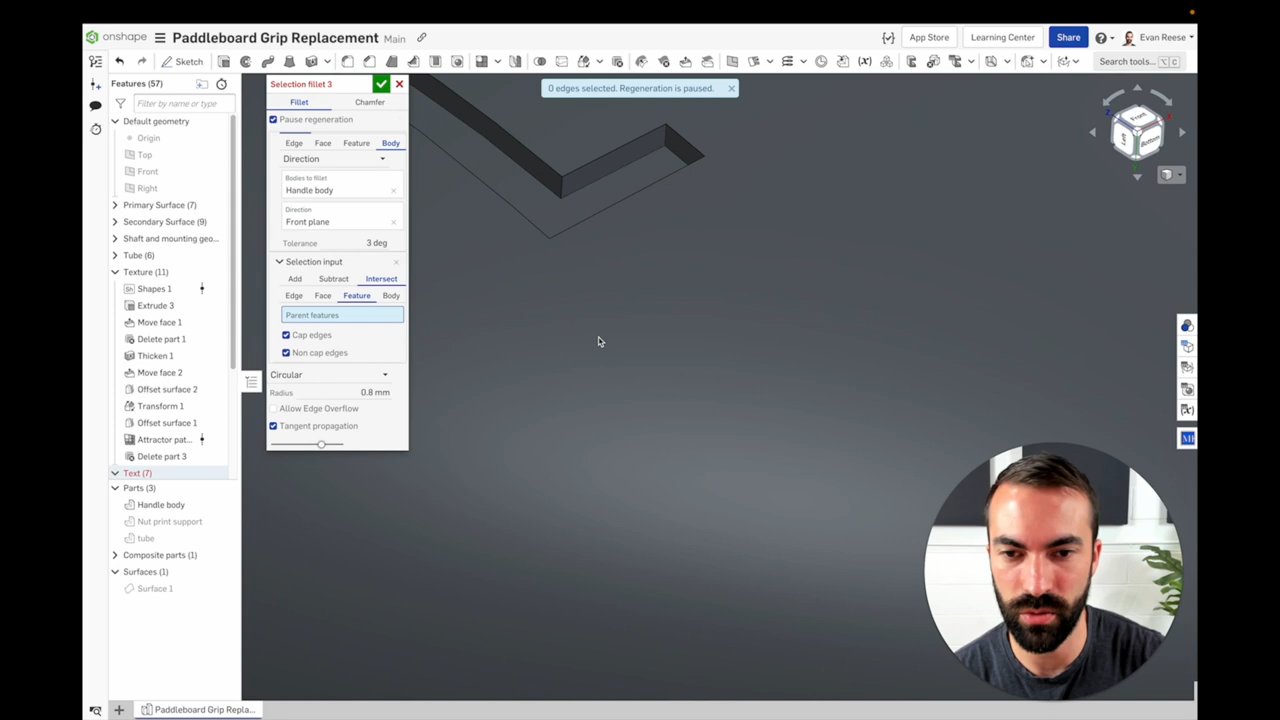 onshape Paddleboard Grip Replacement Main App Store Learning Center Share Evan Reese
Sketch Search tools... C
Features (57)
Filter by name or type
Default geometry
Origin
Top
Front
Right
Primary Surface (7)
Secondary Surface (9)
Shaft and mounting geo...
Tube (6)
Texture (11)
Shapes 1
Extrude 3
Move face 1
Delete part 1
Thicken 1
Move face 2
Offset surface 2
Transform 1
Offset surface 1
Attractor pat...
Delete part 3
Text (7)
Parts (3)
Handle body
Nut print support
tube
Composite parts (1)
Surfaces (1)
Surface 1
Selection fillet 3
Fillet Chamfer
Pause regeneration
Edge Face Feature Body
Direction
Bodies to fillet
Handle body
Direction
Front plane
Tolerance 3 deg
Selection input
Add Subtract Intersect
Edge Face Feature Body
Parent features
Cap edges
Non cap edges
Circular
Radius 0.8 mm
Allow Edge Overflow
Tangent propagation
0 edges selected. Regeneration is paused.
Front
Bottom
Paddleboard Grip Repla...